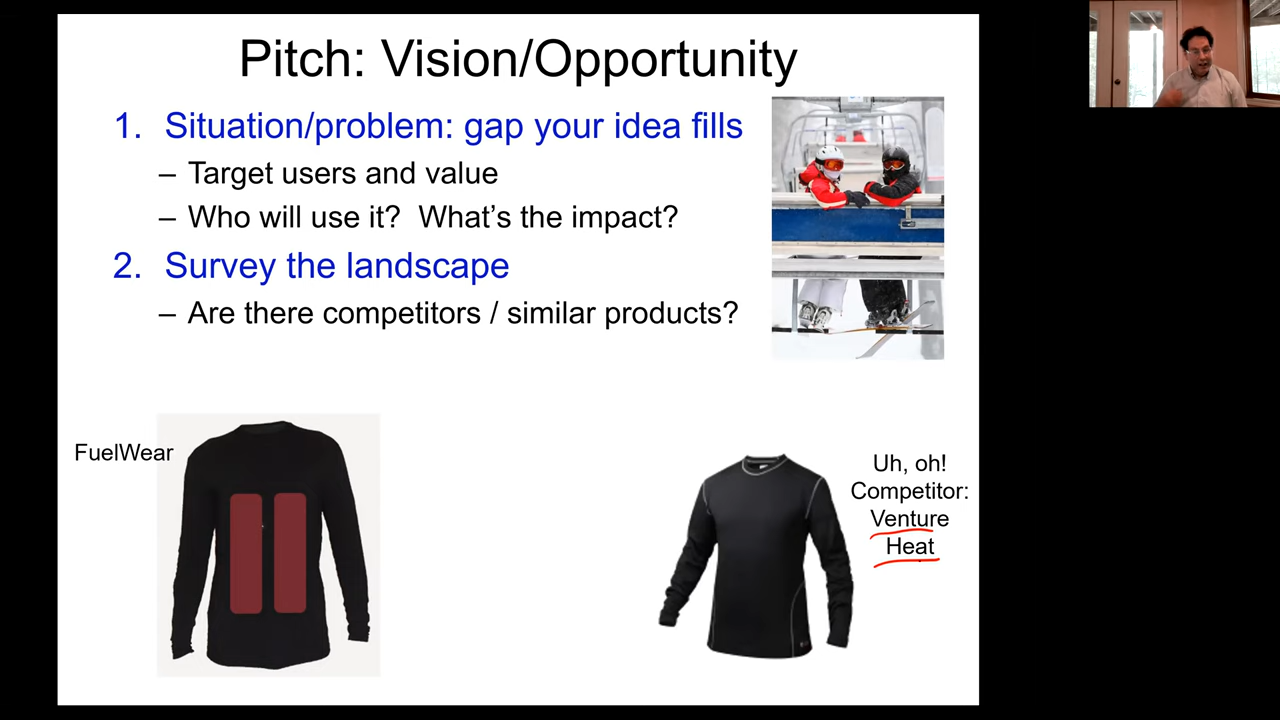 Pitch: Vision/Opportunity
1. Situation/problem: gap your idea fills
– Target users and value
– Who will use it? What's the impact?
2. Survey the landscape
– Are there competitors / similar products?
FuelWear
Uh, oh!
Competitor:
Venture
Heat